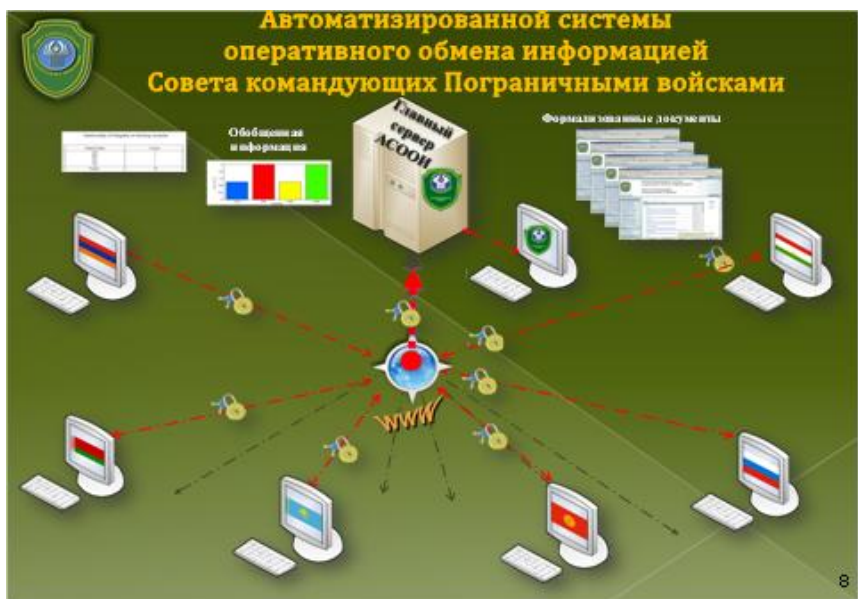 Автоматизированной системы
оперативного обмена информацией
Совета командующих Пограничными войсками
Обобщенная
информация
Главный
сервер
АСООИ
Формализованные документы
WWW
8